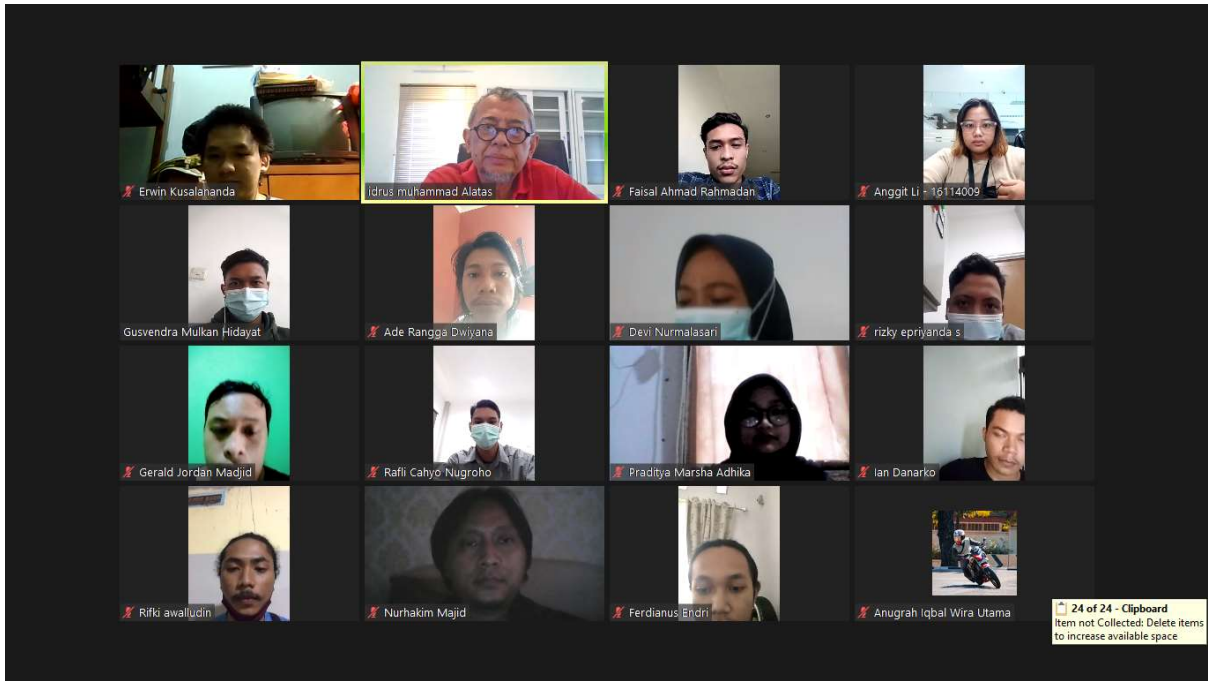 Erwin Kusalananda
idrus muhammad Alatas
Faisal Ahmad Rahmadan
Anggit Li - 16114009
Gusvendra Mulkan Hidayat
Ade Rangga Dwiyana
Devi Nurmalasari
rizky epriyanda s
Gerald Jordan Madjid
Rafli Cahyo Nugroho
Praditya Marsha Adhika
Ian Danarko
Rifki awalludin
Nurhakim Majid
Ferdianus Endri
Anugrah Iqbal Wira Utama
24 of 24 - Clipboard
Item not Collected: Delete items
to increase available space